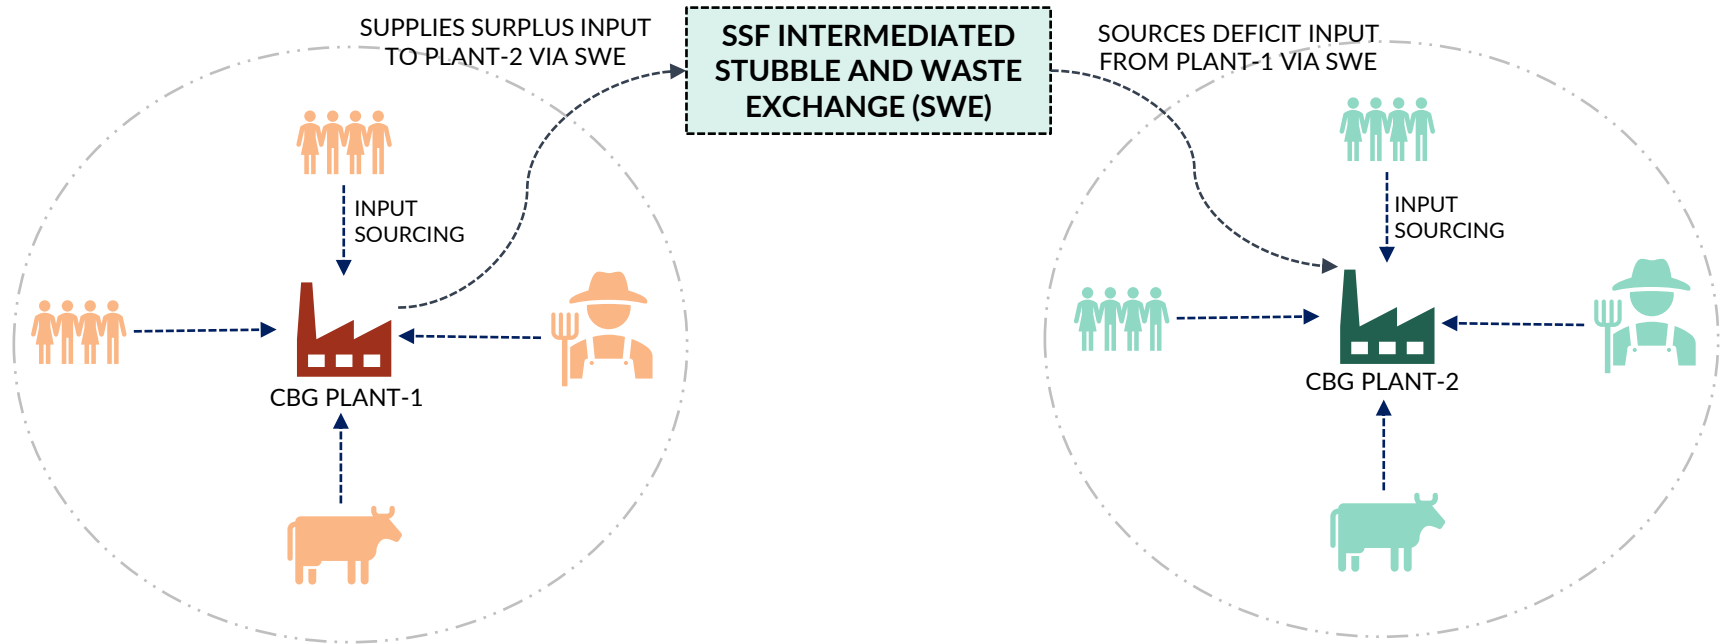 SUPPLIES SURPLUS INPUT
TO PLANT-2 VIA SWE
SSF INTERMEDIATED
STUBBLE AND WASTE
EXCHANGE (SWE)
SOURCES DEFICIT INPUT
FROM PLANT-1 VIA SWE
INPUT
SOURCING
CBG PLANT-1
INPUT
SOURCING
CBG PLANT-2